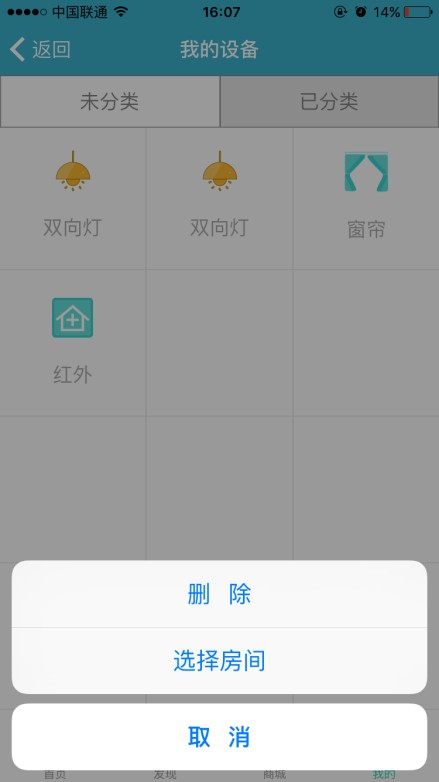 中国联通 16:07 14%
返回 我的设备
未分类 已分类
双向灯 双向灯 窗帘
红外
删 除
选择房间
取 消
首页 发现 商城 我的